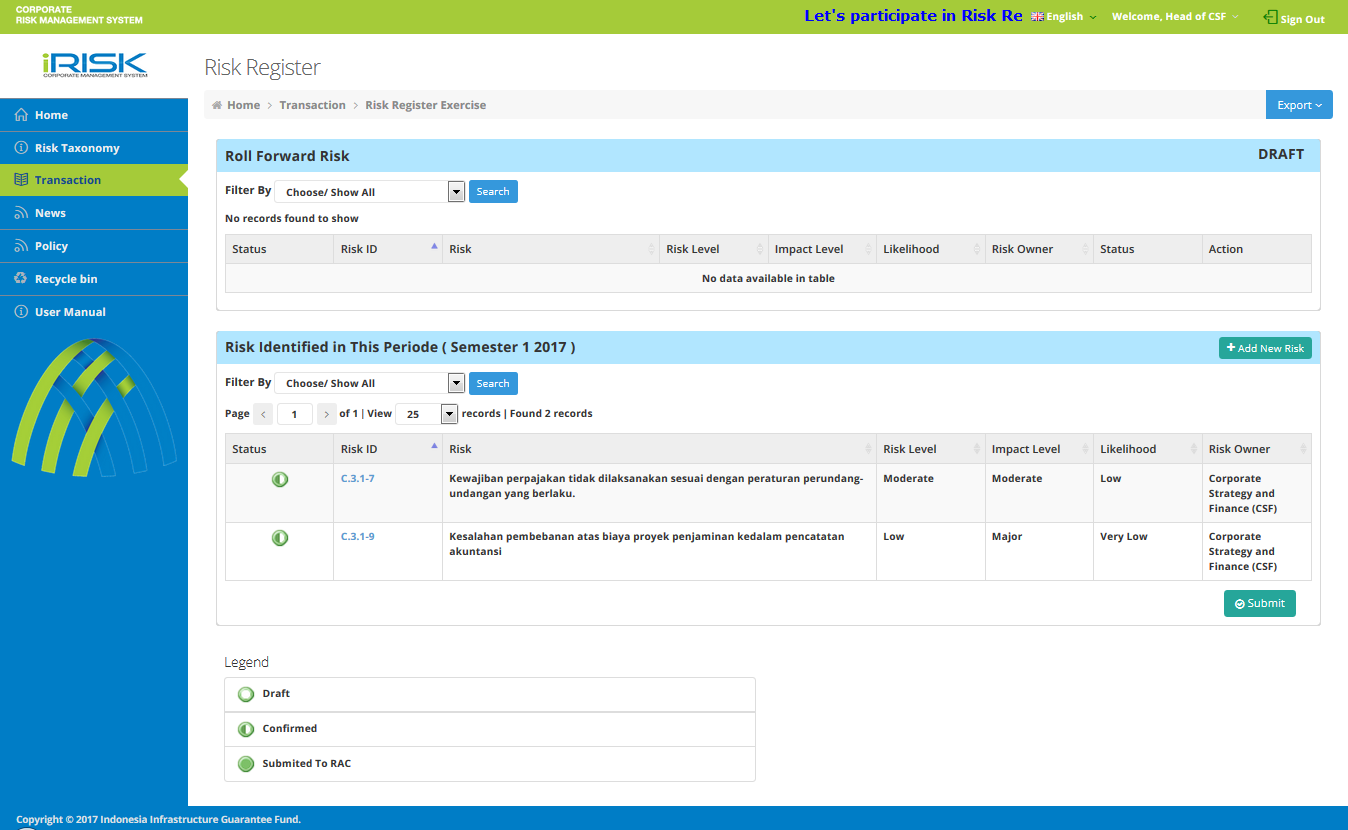 CORPORATE
RISK MANAGEMENT SYSTEM
Let's participate in Risk Re
English
Welcome, Head of CSF
Sign Out
iRISK
CORPORATE MANAGEMENT SYSTEM
Home
Risk Taxonomy
Transaction
News
Policy
Recycle bin
User Manual
Risk Register
Home > Transaction > Risk Register Exercise
Export
Roll Forward Risk DRAFT
Filter By Choose/ Show All Search
No records found to show
Status Risk ID Risk Risk Level Impact Level Likelihood Risk Owner Status Action
No data available in table
Risk Identified in This Periode ( Semester 1 2017 ) + Add New Risk
Filter By Choose/ Show All Search
Page < 1 > of 1 | View 25 records | Found 2 records
Status Risk ID Risk Risk Level Impact Level Likelihood Risk Owner
C.3.1-7 Kewajiban perpajakan tidak dilaksanakan sesuai dengan peraturan perundang- Moderate Moderate Low Corporate
undangan yang berlaku. Strategy and
Finance (CSF)
C.3.1-9 Kesalahan pembebanan atas biaya proyek penjaminan kedalam pencatatan Low Major Very Low Corporate
akuntansi Strategy and
Finance (CSF)
Submit
Legend
Draft
Confirmed
Submited To RAC
Copyright © 2017 Indonesia Infrastructure Guarantee Fund.